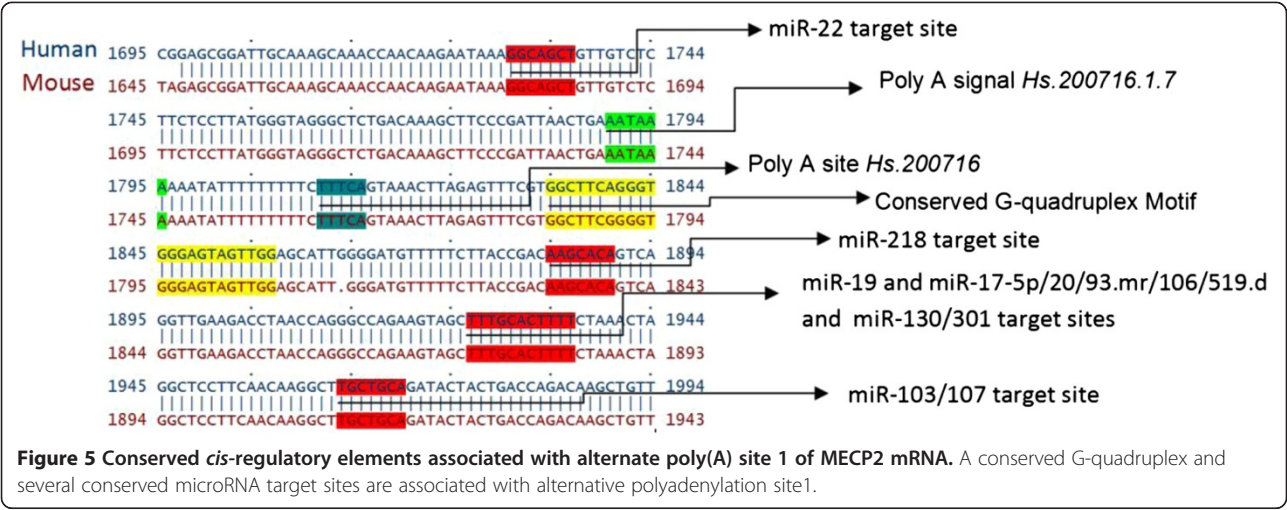 Human 1695 CGGAGCGGATTGCAAAGCAAACCAACAAGAATAAAGGCAGCTGTTGTCTC 1744
miR-22 target site
Mouse 1645 TAGAGCGGATTGCAAAGCAAACCAACAAGAATAAAGGCAGCTGTTGTCTC 1694
Poly A signal Hs.200716.1.7
1745 TTCTCCTTATGGGTAGGGCTCTGACAAAGCTTCCCGATTAACTGAAATAA 1794
1695 TTCTCCTTATGGGTAGGGCTCTGACAAAGCTTCCCGATTAACTGAAATAA 1744
Poly A site Hs.200716
1795 AAAATATTTTTTTTTCTTTCAGTAAACTTAGAGTTTCGTGGCTTCAGGGT 1844
Conserved G-quadruplex Motif
1745 AAAATATTTTTTTTTCTTTCAGTAAACTTAGAGTTTCGTGGCTTCGGGGT 1794
miR-218 target site
1845 GGGAGTAGTTGGAGCATTGGGGATGTTTTTCTTACCGACAAGCACAGTCA 1894
1795 GGGAGTAGTTGGAGCATT.GGGATGTTTTTCTTACCGACAAGCACAGTCA 1843
miR-19 and miR-17-5p/20/93.mr/106/519.d
and miR-130/301 target sites
1895 GGTTGAAGACCTAACCAGGGCCAGAAGTAGCTTTGCACTTTTCTAAACTA 1944
1844 GGTTGAAGACCTAACCAGGGCCAGAAGTAGCTTTGCACTTTTCTAAACTA 1893
1945 GGCTCCTTCAACAAGGCTTGCTGCAGATACTACTGACCAGACAAGCTGTT 1994
miR-103/107 target site
1894 GGCTCCTTCAACAAGGCTTGCTGCAGATACTACTGACCAGACAAGCTGTT 1943
Figure 5 Conserved cis-regulatory elements associated with alternate poly(A) site 1 of MECP2 mRNA. A conserved G-quadruplex and
several conserved microRNA target sites are associated with alternative polyadenylation site1.